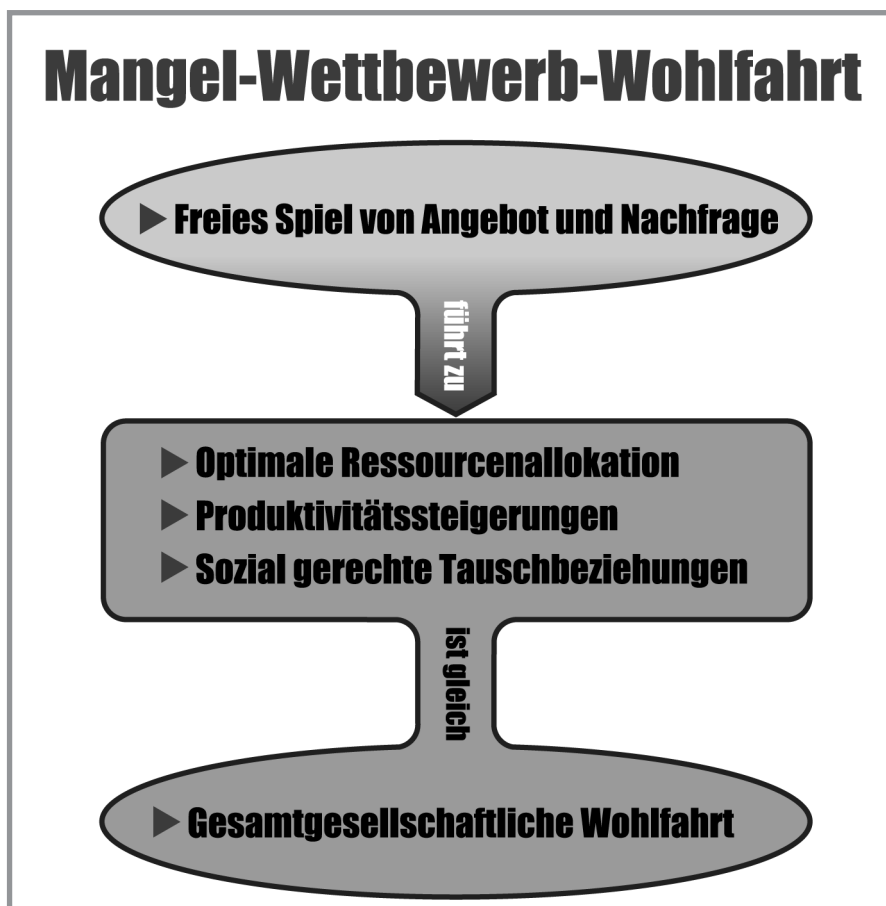 Mangel-Wettbewerb-Wohlfahrt
Freies Spiel von Angebot und Nachfrage
führt zu
Optimale Ressourcenallokation
Produktivitätssteigerungen
Sozial gerechte Tauschbeziehungen
ist gleich
Gesamtgesellschaftliche Wohlfahrt